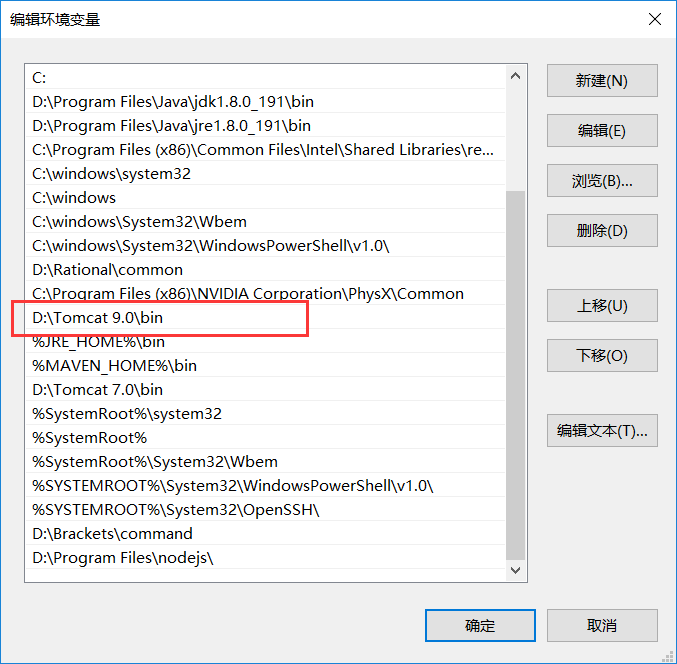 编辑环境变量
C:
D:\Program Files\Java\jdk1.8.0_191\bin
D:\Program Files\Java\jre1.8.0_191\bin
C:\Program Files (x86)\Common Files\Intel\Shared Libraries\re...
C:\windows\system32
C:\windows
C:\windows\System32\Wbem
C:\windows\System32\WindowsPowerShell\v1.0\
D:\Rational\common
C:\Program Files (x86)\NVIDIA Corporation\PhysX\Common
D:\Tomcat 9.0\bin
%JRE_HOME%\bin
%MAVEN_HOME%\bin
D:\Tomcat 7.0\bin
%SystemRoot%\system32
%SystemRoot%
%SystemRoot%\System32\Wbem
%SYSTEMROOT%\System32\WindowsPowerShell\v1.0\
%SYSTEMROOT%\System32\OpenSSH\
D:\Brackets\command
D:\Program Files\nodejs\
新建(N)
编辑(E)
浏览(B)...
删除(D)
上移(U)
下移(O)
编辑文本(T)...
确定
取消